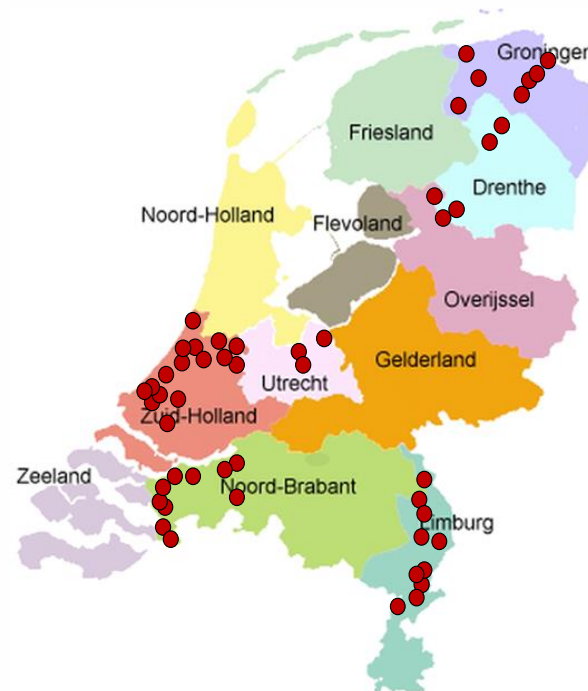 Groningen
Friesland
Drenthe
Noord-Holland
Flevoland
Overijssel
Gelderland
Utrecht
Zuid-Holland
Zeeland
Noord-Brabant
Limburg